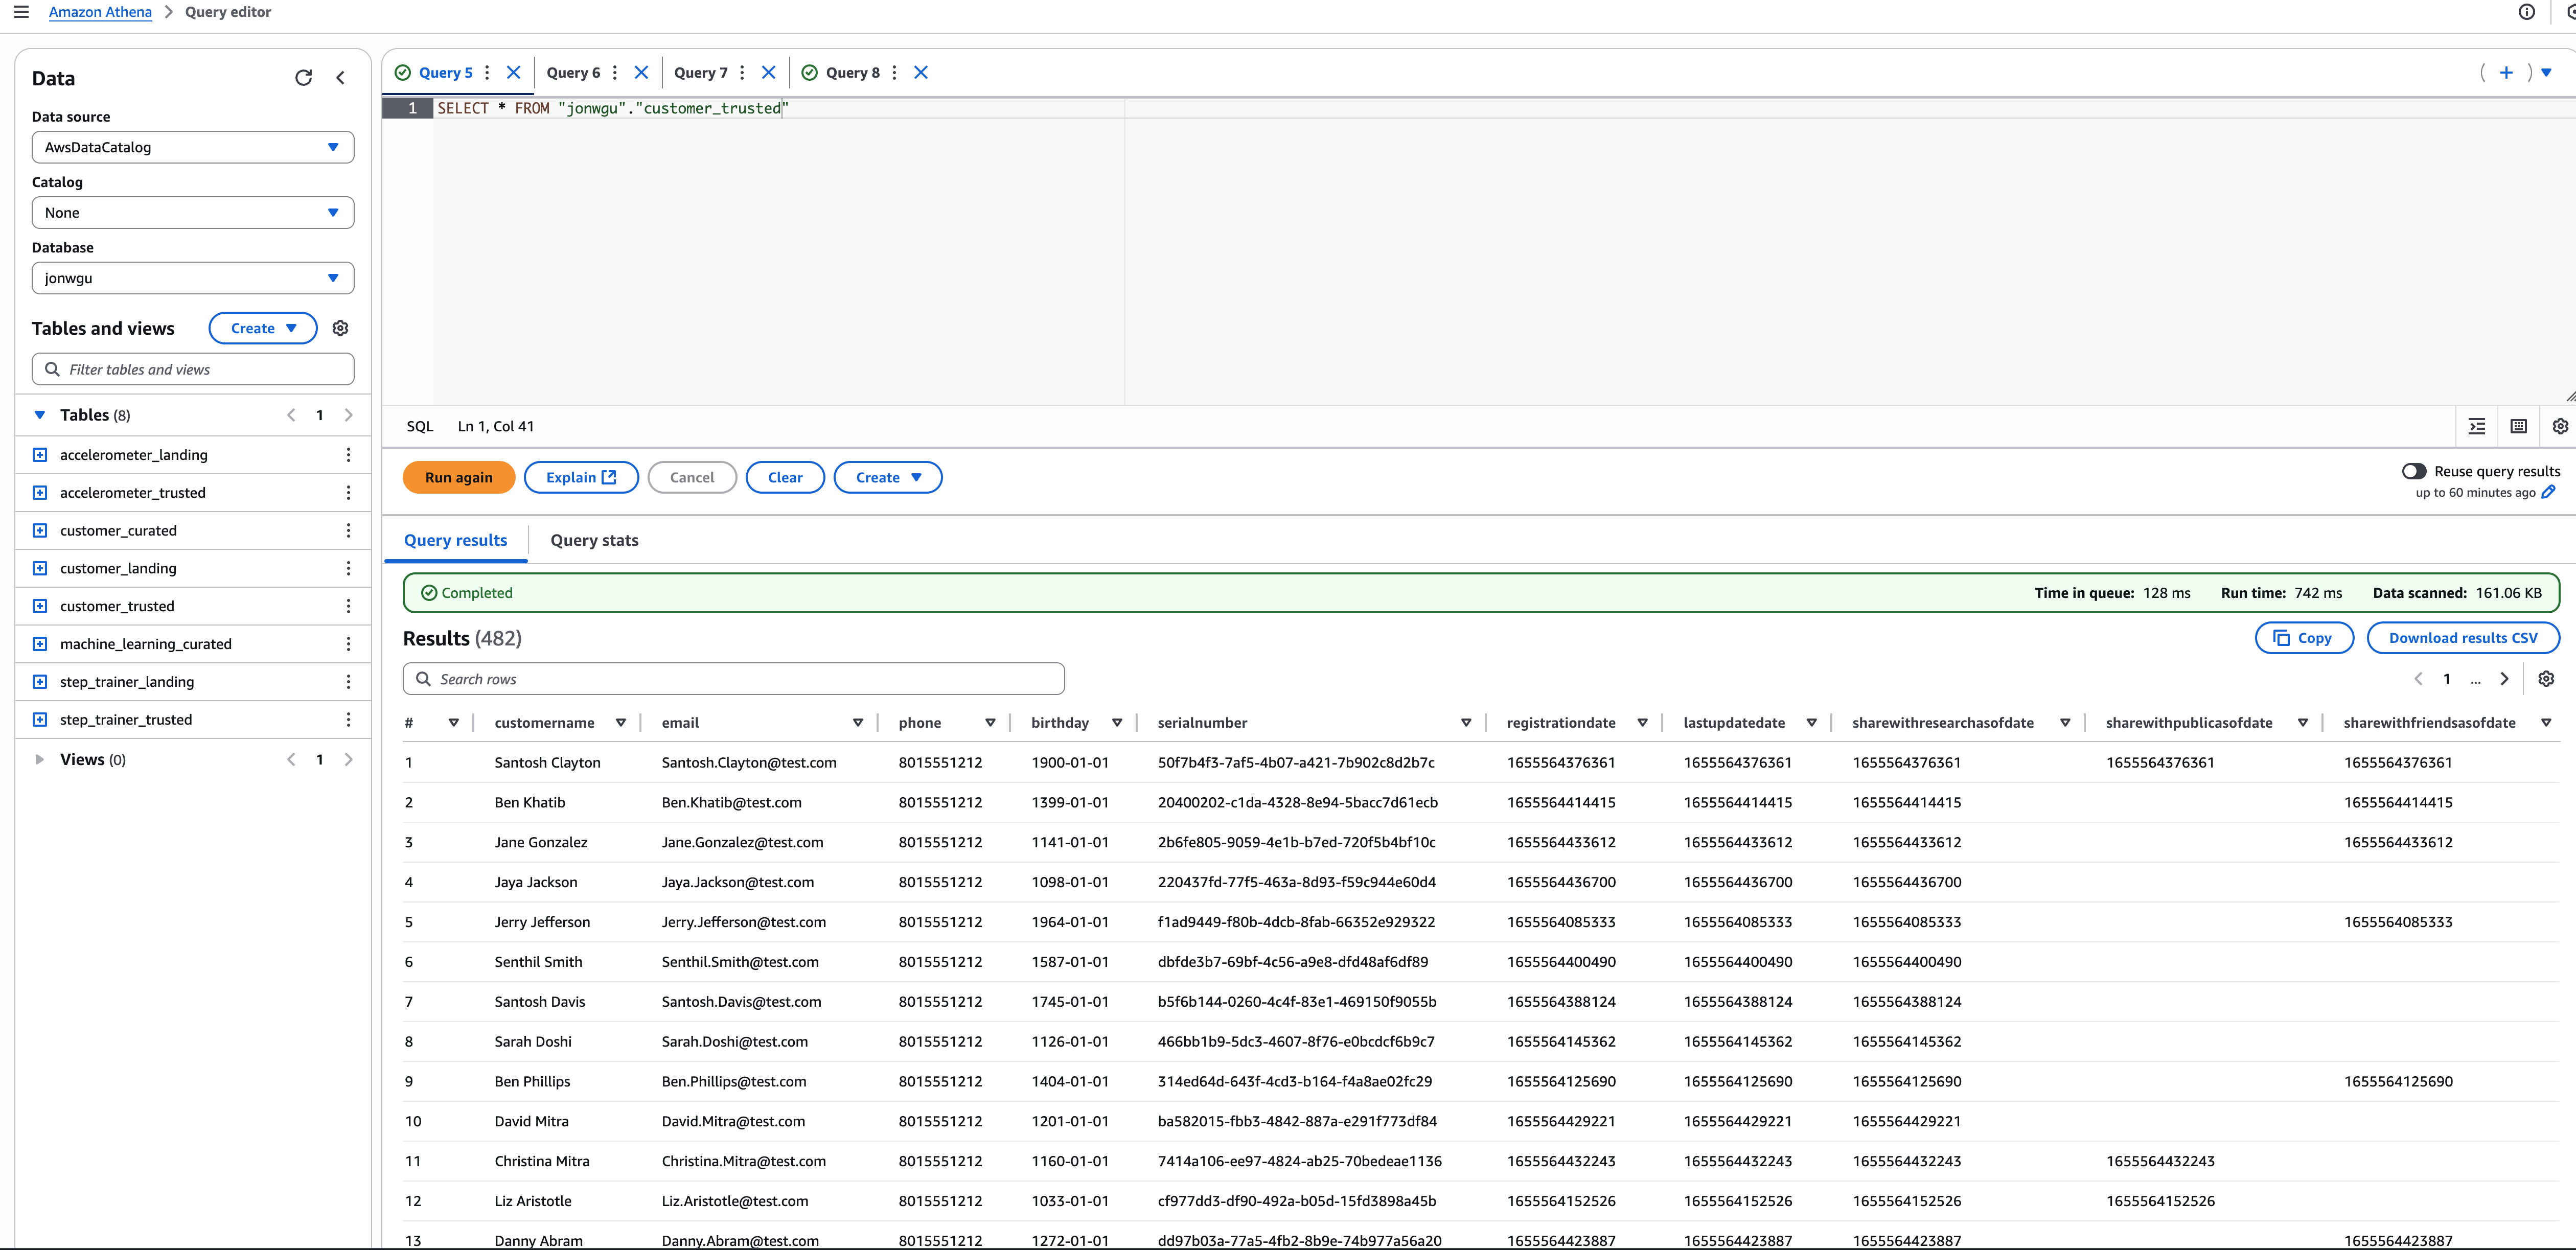 Amazon Athena > Query editor
Data
Data source
AwsDataCatalog
Catalog
None
Database
jonwgu
Tables and views Create
Filter tables and views
Tables (8) 1
accelerometer_landing
accelerometer_trusted
customer_curated
customer_landing
customer_trusted
machine_learning_curated
step_trainer_landing
step_trainer_trusted
Views (0) 1
Query 5 Query 6 Query 7 Query 8
1 SELECT * FROM "jonwgu"."customer_trusted"
SQL Ln 1, Col 41
Run again Explain Cancel Clear Create
Reuse query results
up to 60 minutes ago
Query results Query stats
Completed Time in queue: 128 ms Run time: 742 ms Data scanned: 161.06 KB
Results (482) Copy Download results CSV
Search rows 1 ...
# customername email phone birthday serialnumber registrationdate lastupdatedate sharewithresearchasofdate sharewithpublicasofdate sharewithfriendsasofdate
1 Santosh Clayton Santosh.Clayton@test.com 8015551212 1900-01-01 50f7b4f3-7af5-4b07-a421-7b902c8d2b7c 1655564376361 1655564376361 1655564376361 1655564376361 1655564376361
2 Ben Khatib Ben.Khatib@test.com 8015551212 1399-01-01 20400202-c1da-4328-8e94-5bacc7d61ecb 1655564414415 1655564414415 1655564414415 1655564414415
3 Jane Gonzalez Jane.Gonzalez@test.com 8015551212 1141-01-01 2b6fe805-9059-4e1b-b7ed-720f5b4bf10c 1655564433612 1655564433612 1655564433612 1655564433612
4 Jaya Jackson Jaya.Jackson@test.com 8015551212 1098-01-01 220437fd-77f5-463a-8d93-f59c944e60d4 1655564436700 1655564436700 1655564436700
5 Jerry Jefferson Jerry.Jefferson@test.com 8015551212 1964-01-01 f1ad9449-f80b-4dcb-8fab-66352e929322 1655564085333 1655564085333 1655564085333 1655564085333
6 Senthil Smith Senthil.Smith@test.com 8015551212 1587-01-01 dbfde3b7-69bf-4c56-a9e8-dfd48af6df89 1655564400490 1655564400490 1655564400490
7 Santosh Davis Santosh.Davis@test.com 8015551212 1745-01-01 b5f6b144-0260-4c4f-83e1-469150f9055b 1655564388124 1655564388124 1655564388124
8 Sarah Doshi Sarah.Doshi@test.com 8015551212 1126-01-01 466bb1b9-5dc3-4607-8f76-e0bcdcf6b9c7 1655564145362 1655564145362 1655564145362
9 Ben Phillips Ben.Phillips@test.com 8015551212 1404-01-01 314ed64d-643f-4cd3-b164-f4a8ae02fc29 1655564125690 1655564125690 1655564125690 1655564125690
10 David Mitra David.Mitra@test.com 8015551212 1201-01-01 ba582015-fbb3-4842-887a-e291f773df84 1655564429221 1655564429221 1655564429221
11 Christina Mitra Christina.Mitra@test.com 8015551212 1160-01-01 7414a106-ee97-4824-ab25-70bedeae1136 1655564432243 1655564432243 1655564432243 1655564432243
12 Liz Aristotle Liz.Aristotle@test.com 8015551212 1033-01-01 cf977dd3-df90-492a-b05d-15fd3898a45b 1655564152526 1655564152526 1655564152526 1655564152526
13 Danny Abram Danny.Abram@test.com 8015551212 1272-01-01 dd97b03a-77a5-4fb2-8b9e-74b977a56a20 1655564423887 1655564423887 1655564423887 1655564423887